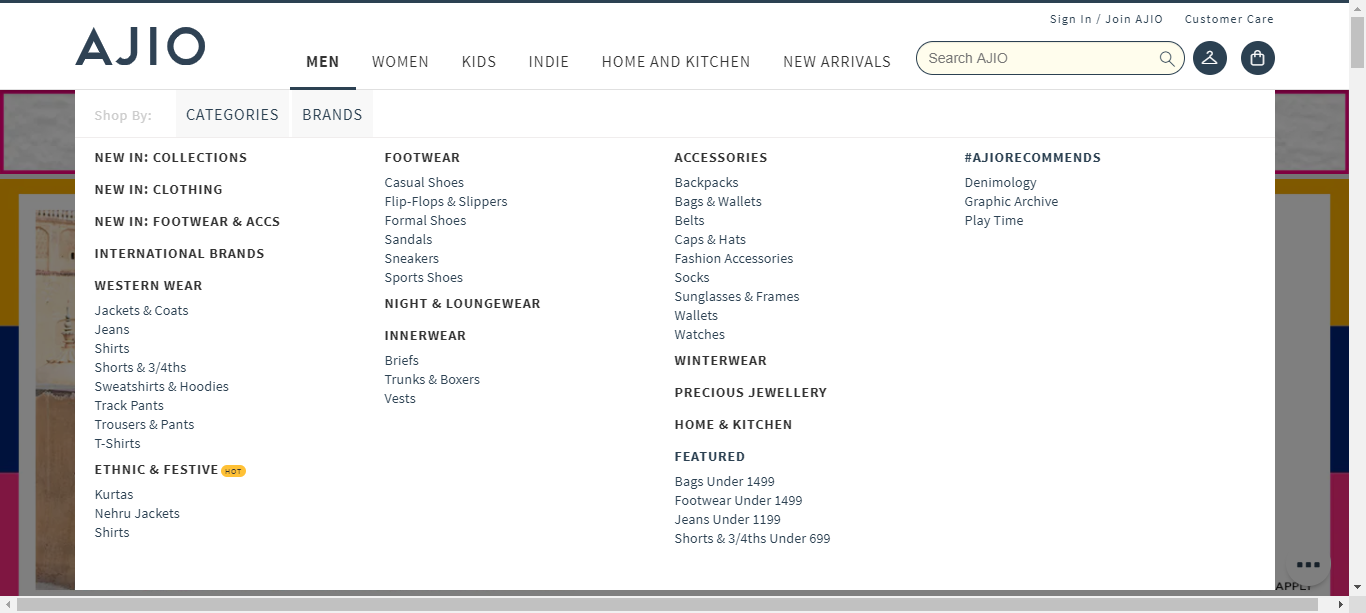 Sign In / Join AJIO
Customer Care
AJIO
MEN
WOMEN
KIDS
INDIE
HOME AND KITCHEN
NEW ARRIVALS
Search AJIO
Shop By:
CATEGORIES
BRANDS
NEW IN: COLLECTIONS
NEW IN: CLOTHING
NEW IN: FOOTWEAR & ACCS
INTERNATIONAL BRANDS
WESTERN WEAR
Jackets & Coats
Jeans
Shirts
Shorts & 3/4ths
Sweatshirts & Hoodies
Track Pants
Trousers & Pants
T-Shirts
ETHNIC & FESTIVE HOT
Kurtas
Nehru Jackets
Shirts
FOOTWEAR
Casual Shoes
Flip-Flops & Slippers
Formal Shoes
Sandals
Sneakers
Sports Shoes
NIGHT & LOUNGEWEAR
INNERWEAR
Briefs
Trunks & Boxers
Vests
ACCESSORIES
Backpacks
Bags & Wallets
Belts
Caps & Hats
Fashion Accessories
Socks
Sunglasses & Frames
Wallets
Watches
WINTERWEAR
PRECIOUS JEWELLERY
HOME & KITCHEN
FEATURED
Bags Under 1499
Footwear Under 1499
Jeans Under 1199
Shorts & 3/4ths Under 699
#AJIORECOMMENDS
Denimology
Graphic Archive
Play Time
APPLY